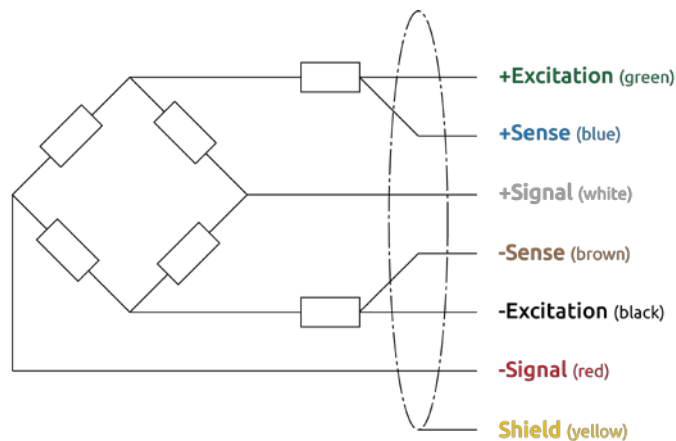 +Excitation (green)
+Sense (blue)
+Signal (white)
-Sense (brown)
-Excitation (black)
-Signal (red)
Shield (yellow)